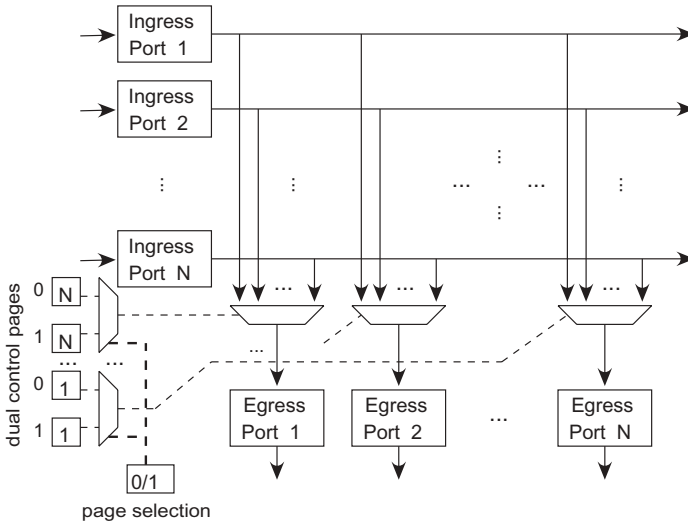 Ingress
Port 1
Ingress
Port 2
...
...
...
...
...
...
...
Ingress
Port N
dual control pages
0 N
1 N
... ...
0 1
1 1
... ... ...
...
Egress
Port 1
Egress
Port 2
...
Egress
Port N
0/1
page selection